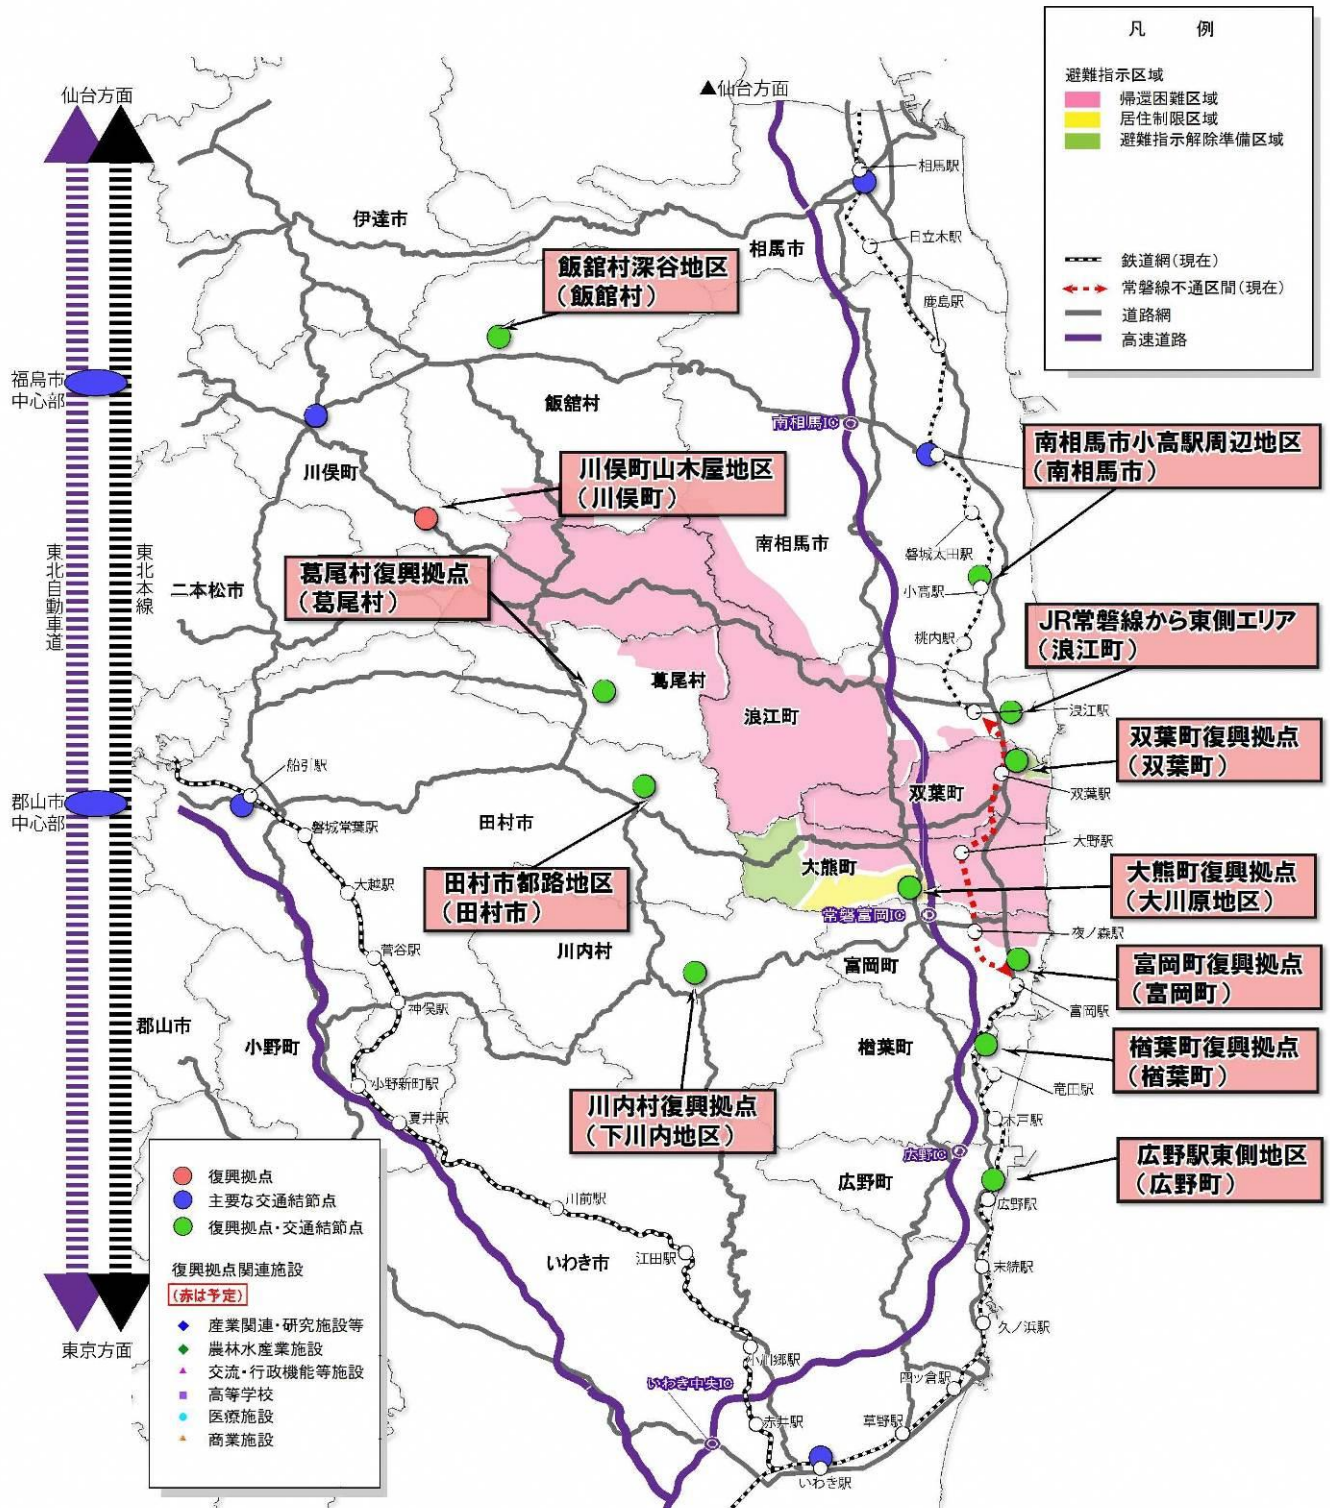 凡 例
避難指示区域
帰還困難区域
居住制限区域
避難指示解除準備区域
鉄道網(現在)
常磐線不通区間(現在)
道路網
高速道路
仙台方面
▲仙台方面
相馬駅
伊達市
相馬市
日立木駅
飯舘村深谷地区
(飯館村)
鹿島駅
福島市
中心部
飯舘村
南相馬IC
南相馬市小高駅周辺地区
(南相馬市)
川俣町
川俣町山木屋地区
(川俣町)
南相馬市
磐城太田駅
東北自動車道
東北本線
葛尾村復興拠点
(葛尾村)
二本松市
小高駅
JR常磐線から東側エリア
(浪江町)
桃内駅
葛尾村
浪江町
浪江駅
双葉町復興拠点
(双葉町)
船引駅
双葉町
双葉駅
郡山市
中心部
磐城常葉駅
田村市
大野駅
大越駅
田村市都路地区
(田村市)
大熊町
大熊町復興拠点
(大川原地区)
常磐富岡IC
菅谷駅
川内村
夜ノ森駅
富岡町
富岡町復興拠点
(富岡町)
神俣駅
富岡駅
郡山市
小野町
楢葉町
楢葉町復興拠点
(楢葉町)
小野新町駅
竜田駅
川内村復興拠点
(下川内地区)
夏井駅
木戸駅
広野IC
広野駅東側地区
(広野町)
広野町
広野駅
復興拠点
主要な交通結節点
復興拠点・交通結節点
復興拠点関連施設
(赤は予定)
産業関連・研究施設等
農林水産業施設
交流・行政機能等施設
高等学校
医療施設
商業施設
川前駅
いわき市
江田駅
末続駅
久ノ浜駅
東京方面
小川郷駅
四ッ倉駅
いわき中央IC
赤井駅
草野駅
いわき駅